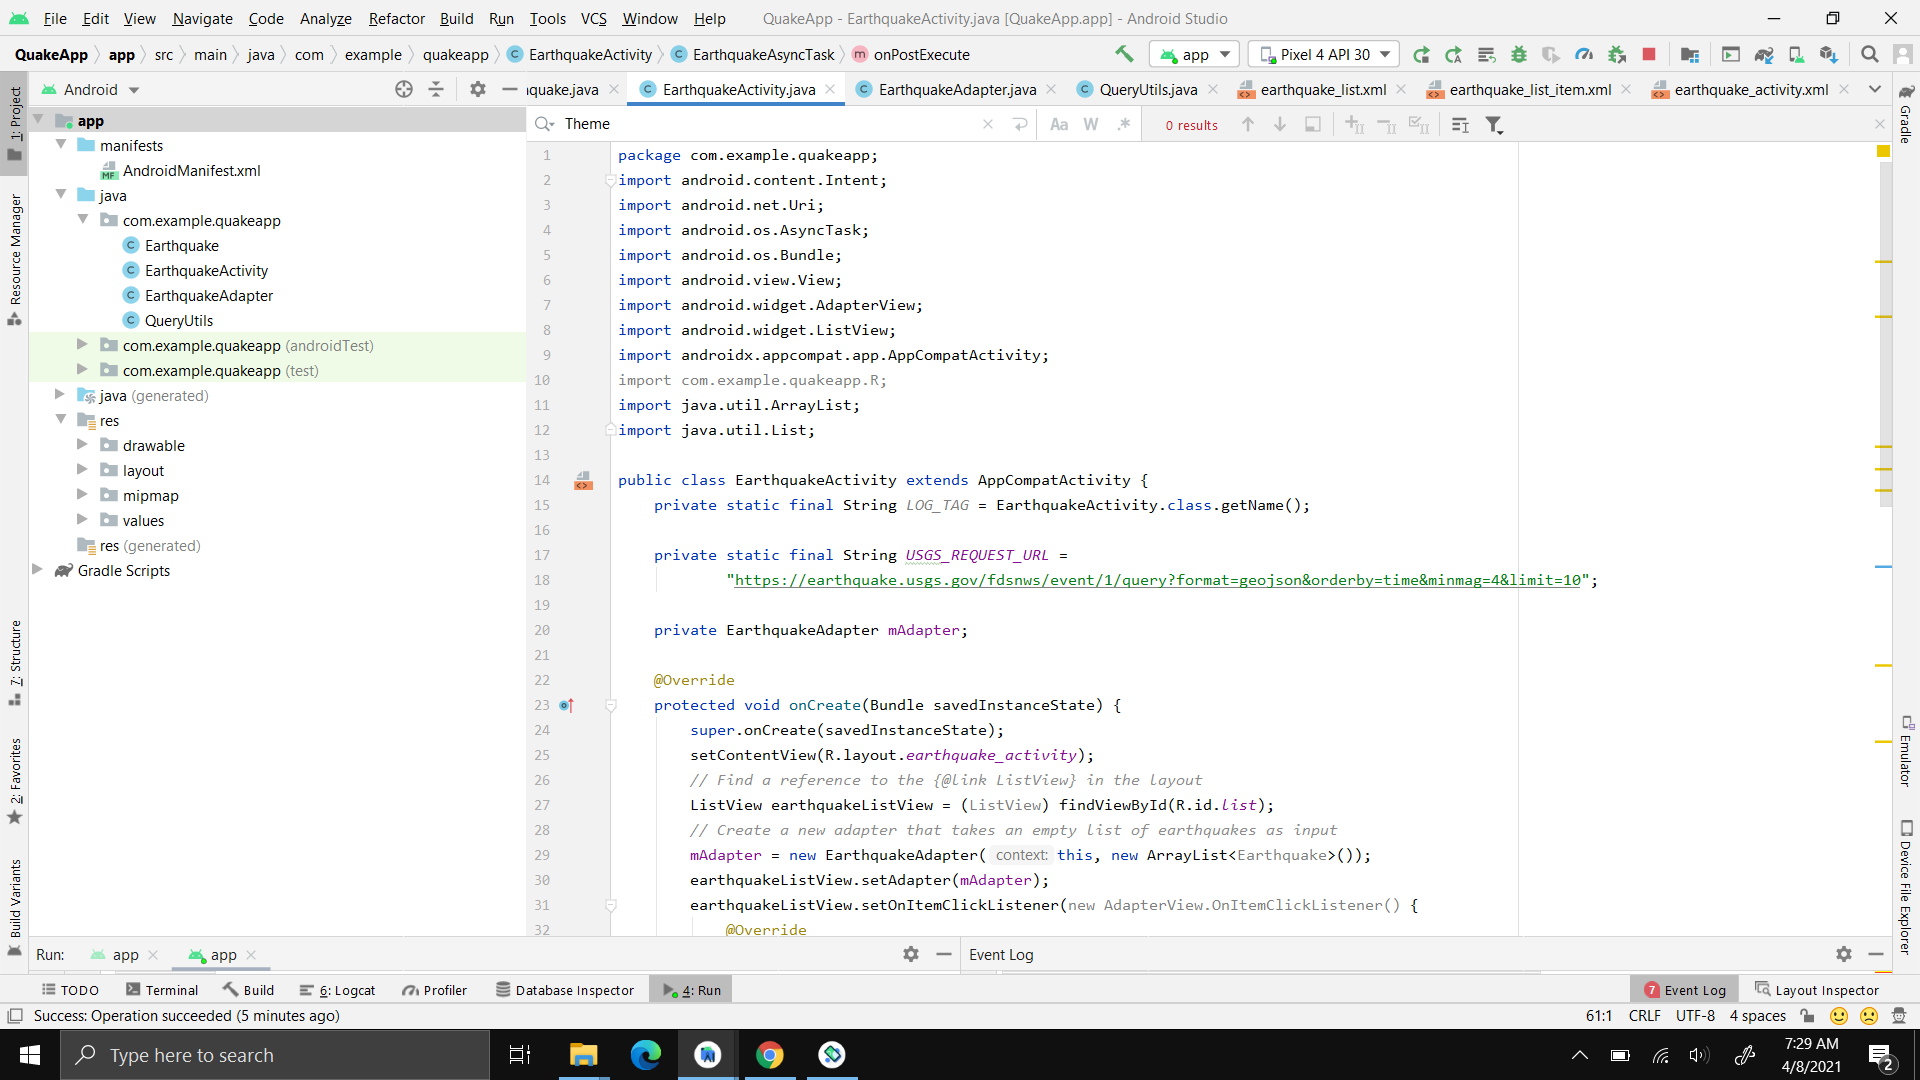 File Edit View Navigate Code Analyze Refactor Build Run Tools VCS Window Help QuakeApp - EarthquakeActivity.java [QuakeApp.app] - Android Studio
QuakeApp app src main java com example quakeapp EarthquakeActivity EarthquakeAsyncTask onPostExecute app Pixel 4 API 30
Android
quake.java EarthquakeActivity.java EarthquakeAdapter.java QueryUtils.java earthquake_list.xml earthquake_list_item.xml earthquake_activity.xml
Theme Aa W .* 0 results
1: Project
Resource Manager
7: Structure
2: Favorites
Build Variants
app
manifests
AndroidManifest.xml
java
com.example.quakeapp
Earthquake
EarthquakeActivity
EarthquakeAdapter
QueryUtils
com.example.quakeapp (androidTest)
com.example.quakeapp (test)
java (generated)
res
drawable
layout
mipmap
values
res (generated)
Gradle Scripts
1 package com.example.quakeapp;
2 import android.content.Intent;
3 import android.net.Uri;
4 import android.os.AsyncTask;
5 import android.os.Bundle;
6 import android.view.View;
7 import android.widget.AdapterView;
8 import android.widget.ListView;
9 import androidx.appcompat.app.AppCompatActivity;
10 import com.example.quakeapp.R;
11 import java.util.ArrayList;
12 import java.util.List;
13
14 public class EarthquakeActivity extends AppCompatActivity {
15 private static final String LOG_TAG = EarthquakeActivity.class.getName();
16
17 private static final String USGS_REQUEST_URL =
18 "https://earthquake.usgs.gov/fdsnws/event/1/query?format=geojson&orderby=time&minmag=4&limit=10";
19
20 private EarthquakeAdapter mAdapter;
21
22 @Override
23 protected void onCreate(Bundle savedInstanceState) {
24 super.onCreate(savedInstanceState);
25 setContentView(R.layout.earthquake_activity);
26 // Find a reference to the {@link ListView} in the layout
27 ListView earthquakeListView = (ListView) findViewById(R.id.list);
28 // Create a new adapter that takes an empty list of earthquakes as input
29 mAdapter = new EarthquakeAdapter( context: this, new ArrayList<Earthquake>());
30 earthquakeListView.setAdapter(mAdapter);
31 earthquakeListView.setOnItemClickListener(new AdapterView.OnItemClickListener() {
32 @Override
Gradle
Emulator
Device File Explorer
Run: app app Event Log
TODO Terminal Build 6: Logcat Profiler Database Inspector 4: Run 7 Event Log Layout Inspector
Success: Operation succeeded (5 minutes ago) 61:1 CRLF UTF-8 4 spaces
Type here to search
7:29 AM
4/8/2021
2